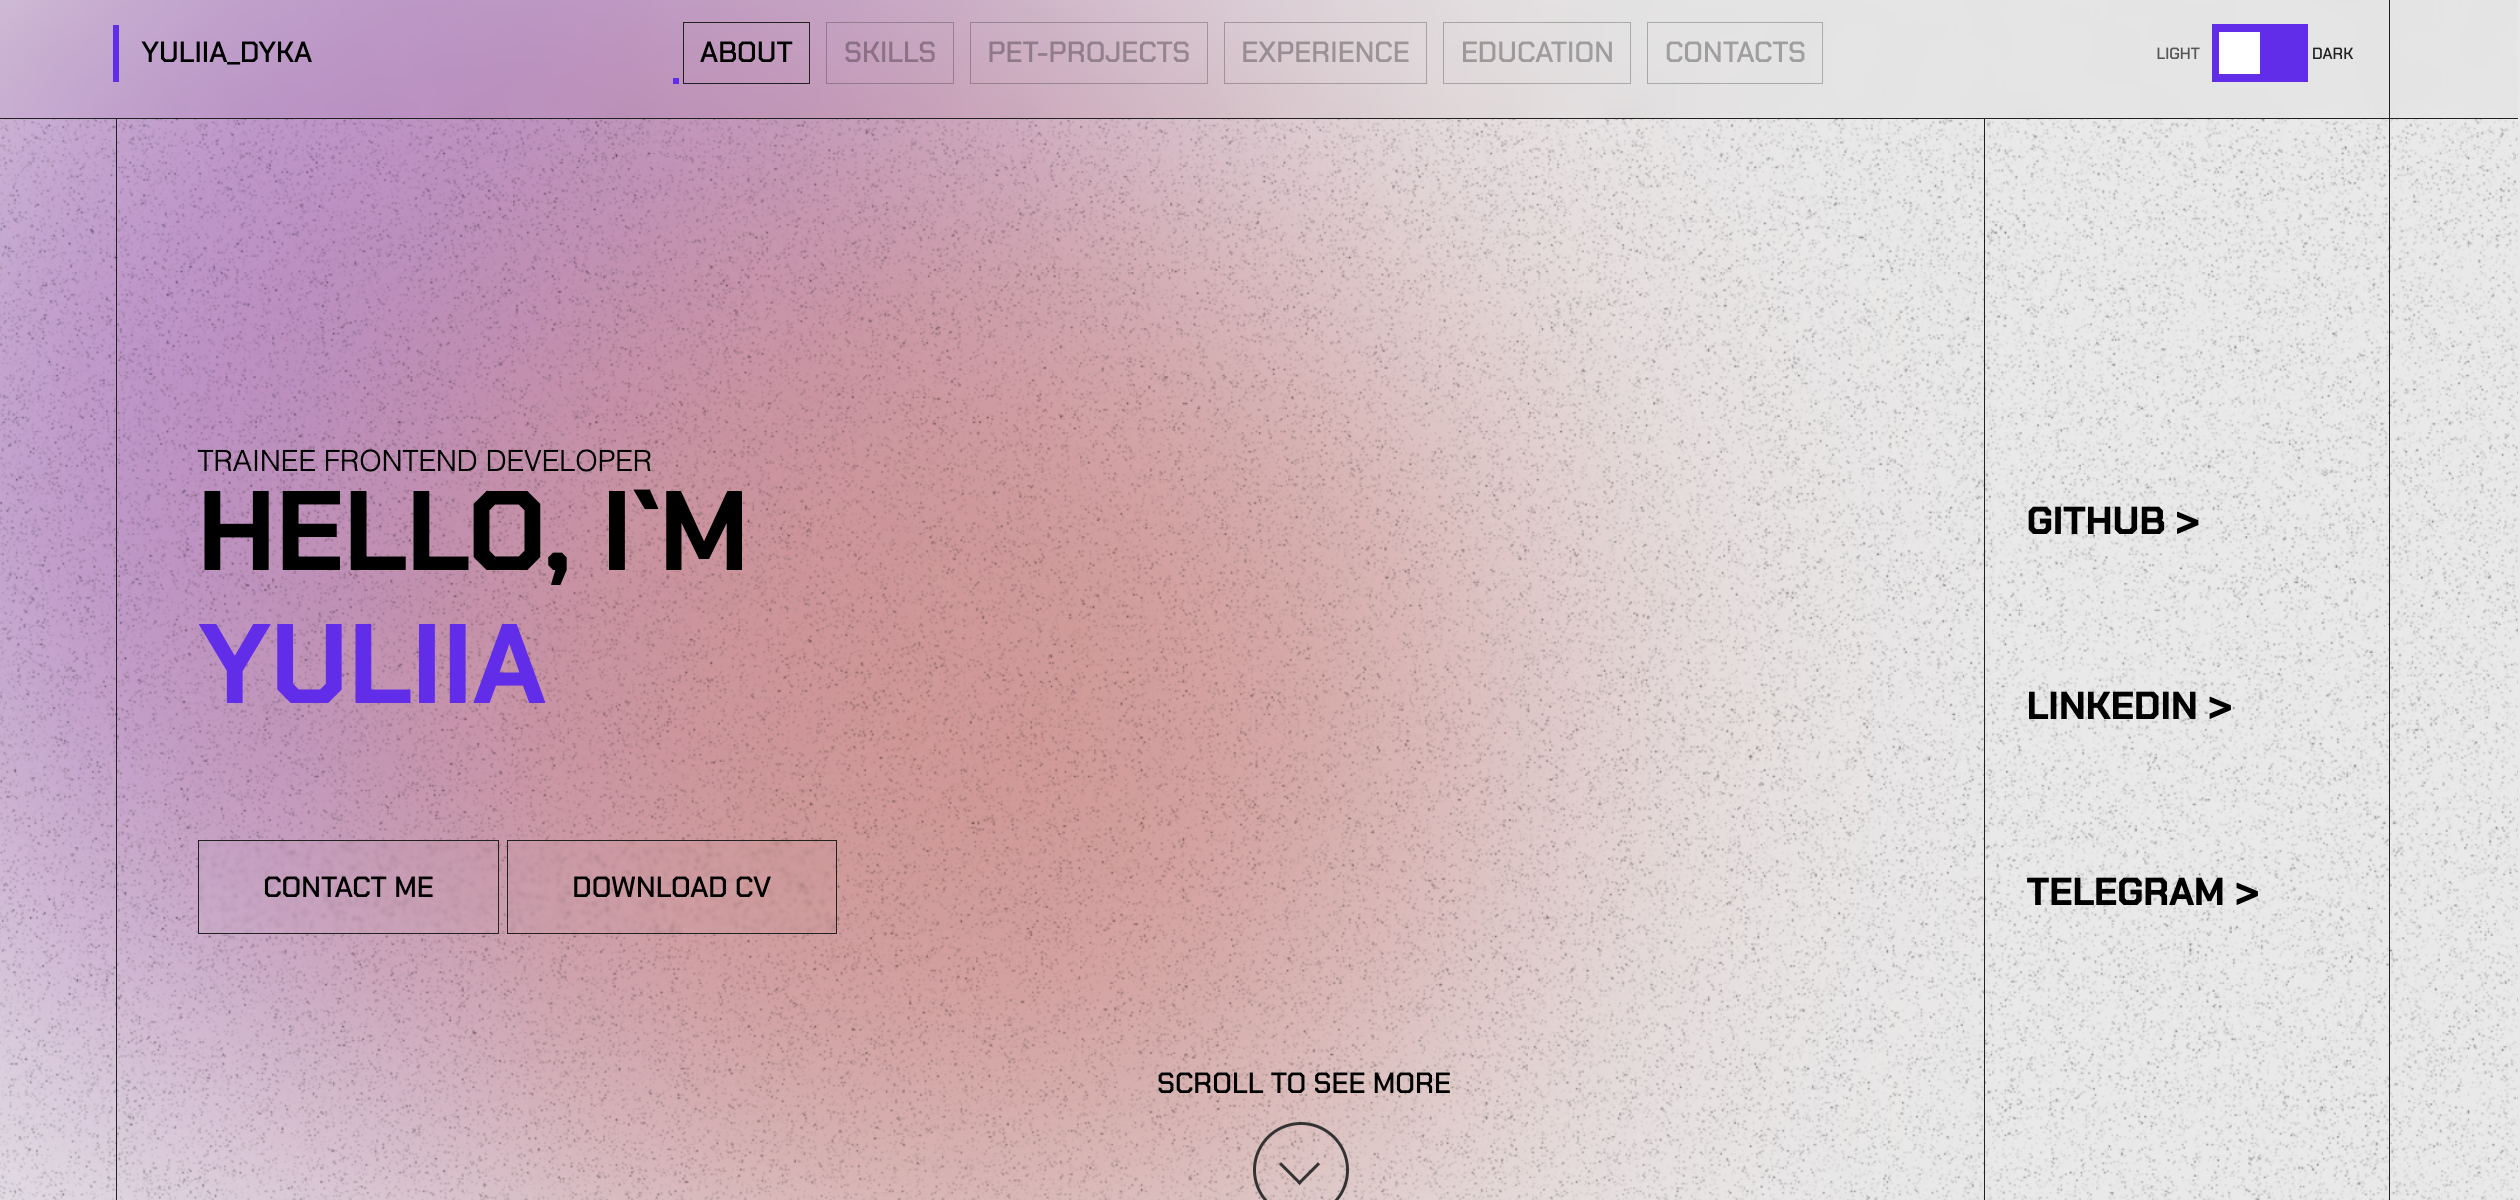 YULIIA_DYKA
ABOUT
SKILLS
PET-PROJECTS
EXPERIENCE
EDUCATION
CONTACTS
LIGHT
DARK
TRAINEE FRONTEND DEVELOPER
HELLO, I`M
YULIIA
CONTACT ME
DOWNLOAD CV
GITHUB >
LINKEDIN >
TELEGRAM >
SCROLL TO SEE MORE